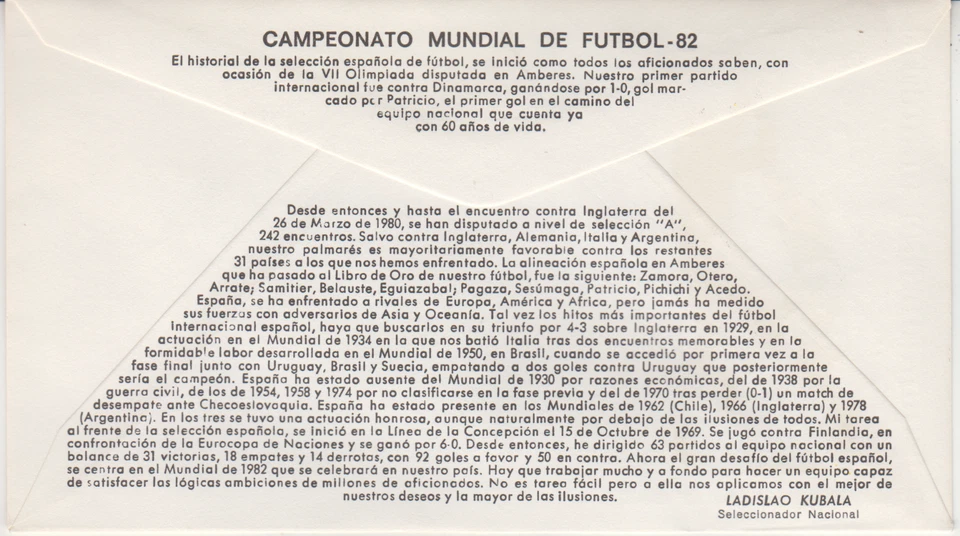 CAMPEONATO MUNDIAL DE FUTBOL-82
El historial de la selección española de fútbol, se inició como todos los aficionados saben, con
ocasión de la VII Olimpiada disputada en Amberes. Nuestro primer partido
internacional fue contra Dinamarca, ganándose por 1-0, gol mar-
cado por Patricio, el primer gol en el camino del
equipo nacional que cuenta ya
con 60 años de vida.
Desde entonces y hasta el encuentro contra Inglaterra del
26 de Marzo de 1980, se han disputado a nivel de selección "A",
242 encuentros. Salvo contra Inglaterra, Alemania, Italia y Argentina,
nuestro palmarés es mayoritariamente favorable contra los restantes
31 países a los que nos hemos enfrentado. La alineación española en Amberes
que ha pasado al Libro de Oro de nuestro fútbol, fue la siguiente: Zamora, Otero,
Arrate; Samitier, Belauste, Eguiazabal; Pagaza, Sesúmaga, Patricio, Pichichi y Acedo.
España, se ha enfrentado a rivales de Europa, América y Africa, pero jamás ha medido
sus fuerzas con adversarios de Asia y Oceanía. Tal vez los hitos más importantes del fútbol
internacional español, haya que buscarlos en su triunfo por 4-3 sobre Inglaterra en 1929, en la
actuación en el Mundial de 1934 en la que nos batió Italia tras dos encuentros memorables y en la
formidable labor desarrollada en el Mundial de 1950, en Brasil, cuando se accedió por primera vez a la
fase final junto con Uruguay, Brasil y Suecia, empatando a dos goles contra Uruguay que posteriormente
sería el campeón. España ha estado ausente del Mundial de 1930 por razones económicas, del de 1938 por la
guerra civil, de los de 1954, 1958 y 1974 por no clasificarse en la fase previa y del de 1970 tras perder (0-1) un match de
desempate ante Checoeslovaquia. España ha estado presente en los Mundiales de 1962 (Chile), 1966 (Inglaterra) y 1978
(Argentina). En los tres se tuvo una actuación honrosa, aunque naturalmente por debajo de las ilusiones de todos. Mi tarea
al frente de la selección española, se inició en la Línea de la Concepción el 15 de Octubre de 1969. Se jugó contra Finlandia, en
confrontación de la Eurocopa de Naciones y se ganó por 6-0. Desde entonces, he dirigido 63 partidos al equipo nacional con un
balance de 31 victorias, 18 empates y 14 derrotas, con 92 goles a favor y 50 en contra. Ahora el gran desafío del fútbol español,
se centra en el Mundial de 1982 que se celebrará en nuestro país. Hay que trabajar mucho y a fondo para hacer un equipo capaz
de satisfacer las lógicas ambiciones de millones de aficionados. No es tarea fácil pero a ella nos aplicamos con el mejor de
nuestros deseos y la mayor de las ilusiones.
LADISLAO KUBALA
Seleccionador Nacional